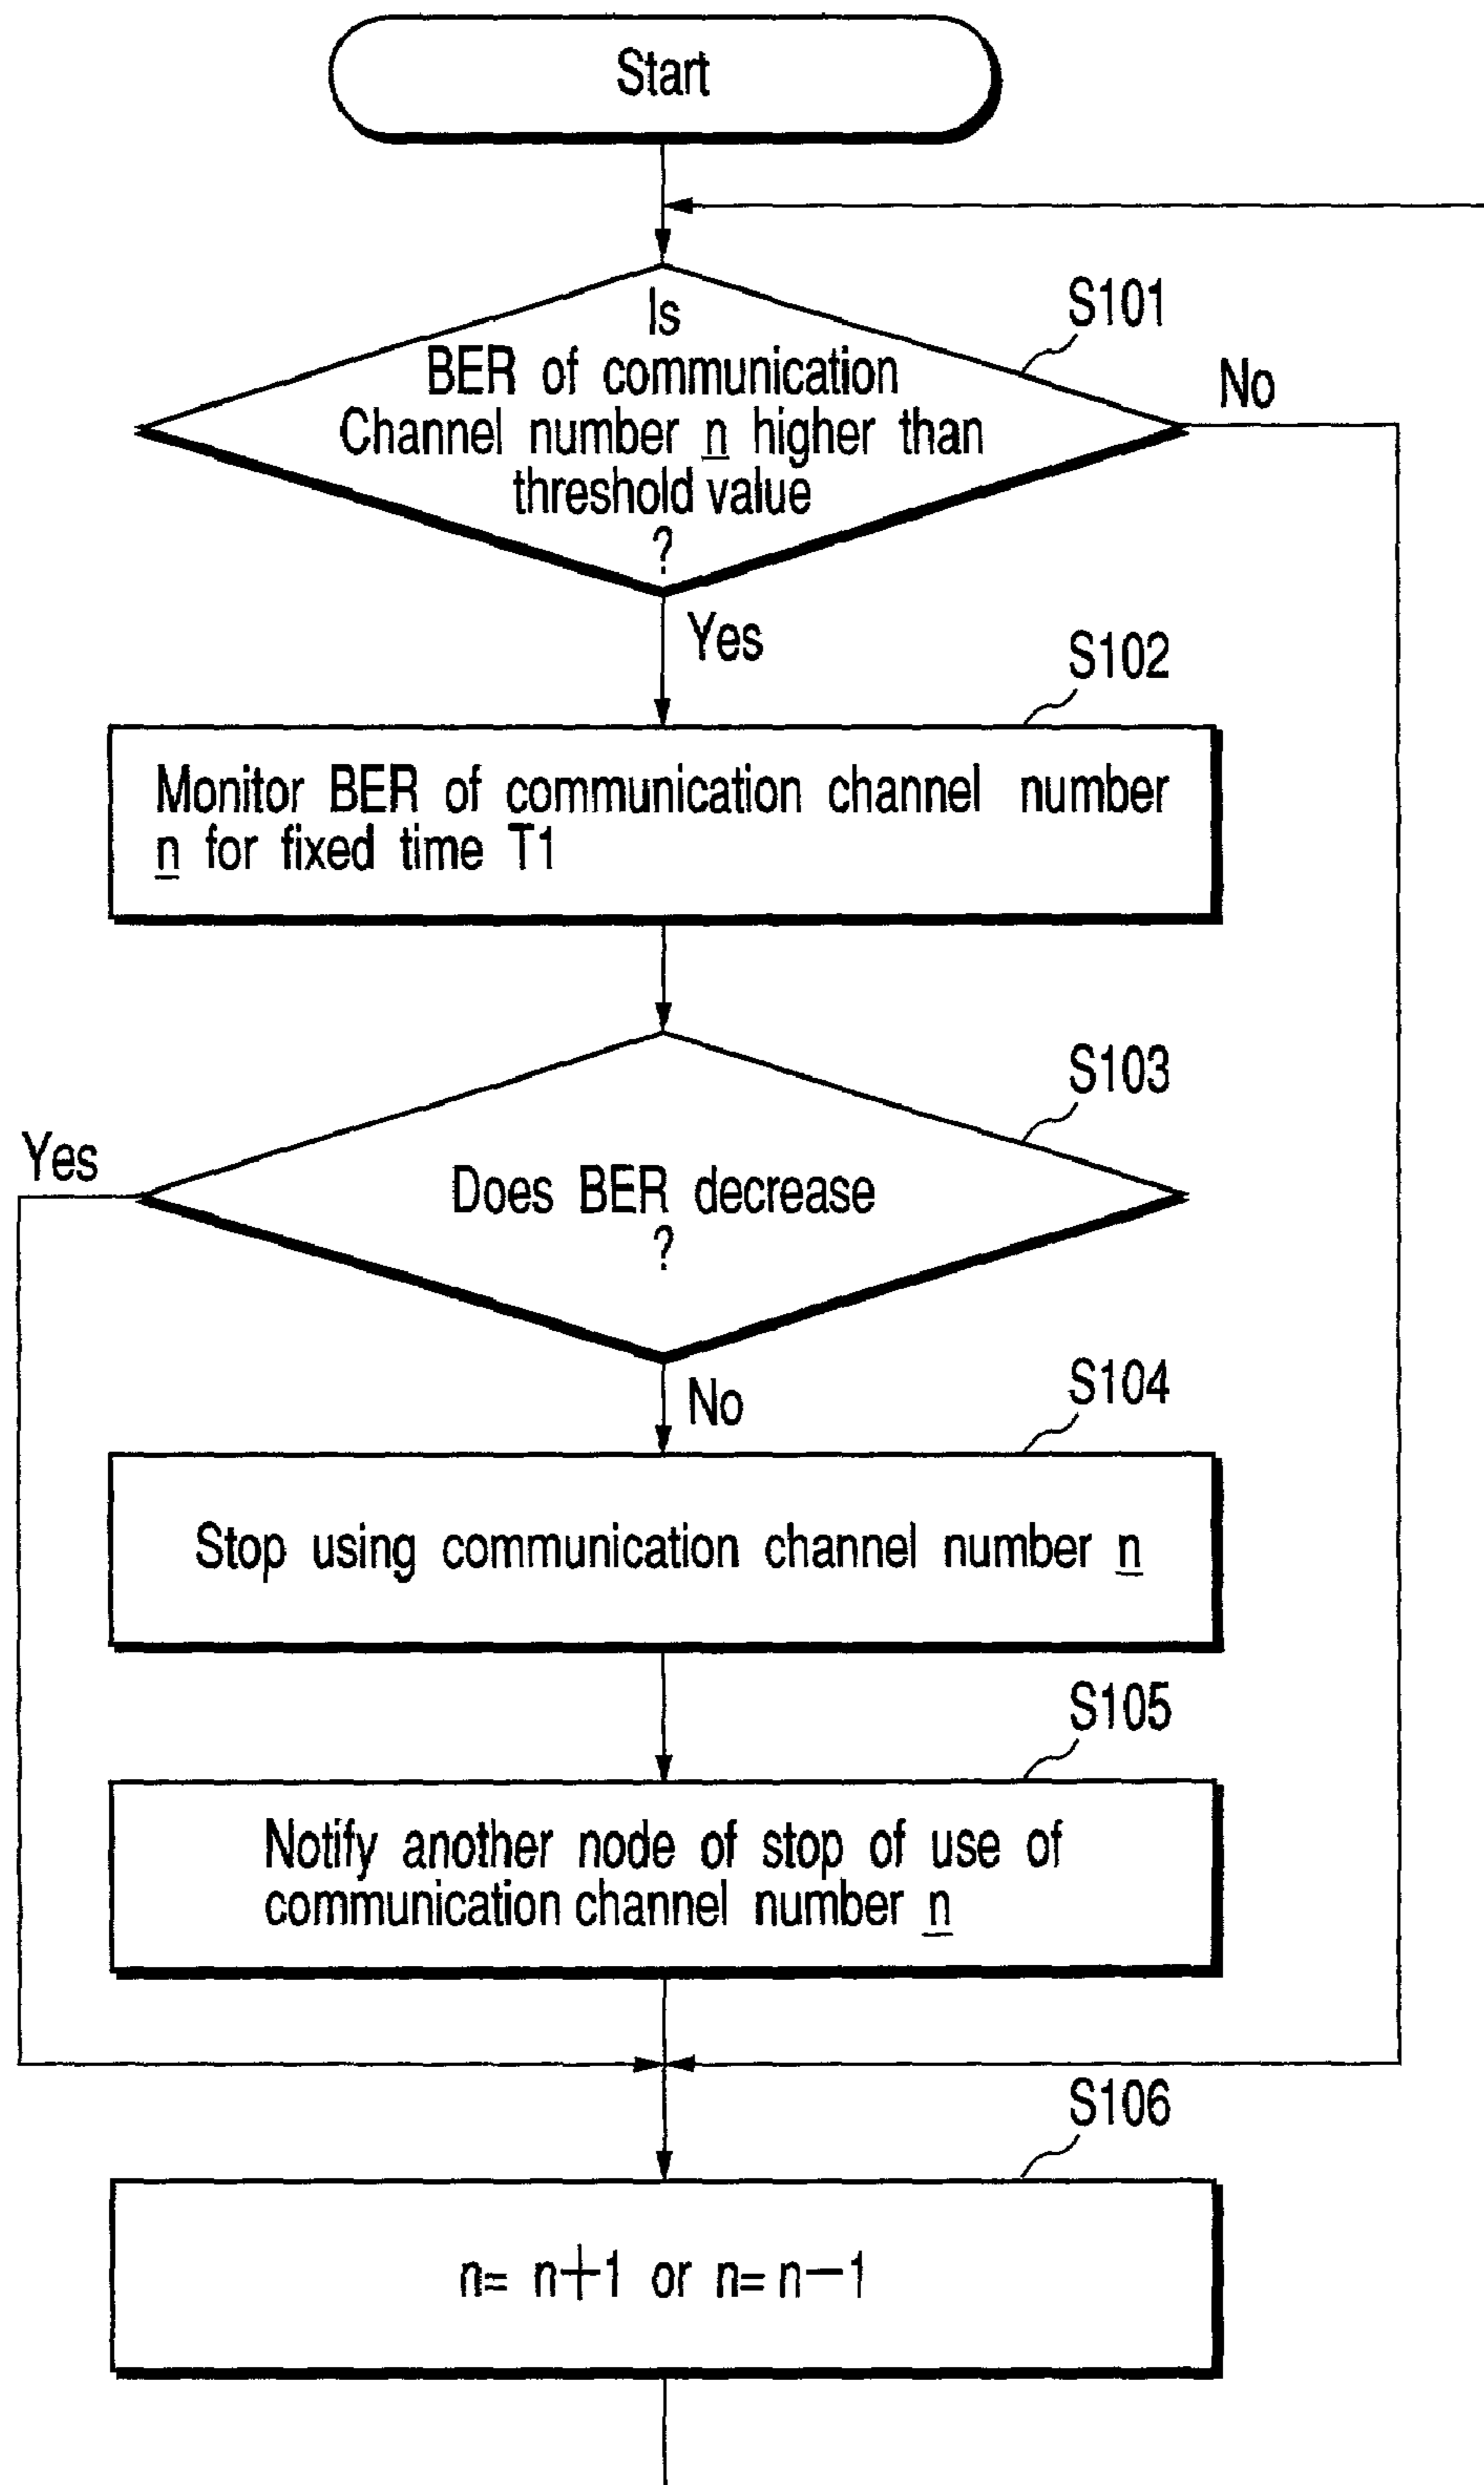 Start
S101
Is
BER of communication
Channel number n higher than
threshold value
?
No
Yes
S102
Monitor BER of communication channel number
n for fixed time T1
S103
Yes
Does BER decrease
?
No
S104
Stop using communication channel number n
S105
Notify another node of stop of use of
communication channel number n
S106
n= n+1 or n= n−1